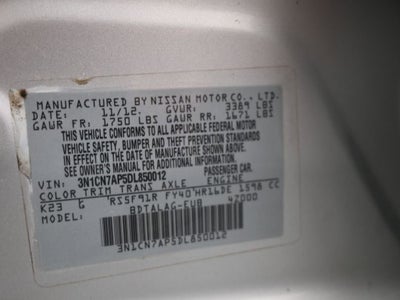 MANUFACTURED BY NISSAN MOTOR CO., LTD.
DATE: 11/12. GVWR: 3389 LBS
GAWR FR: 1750 LBS GAWR RR: 1671 LBS
THIS VEHICLE CONFORMS TO ALL APPLICABLE FEDERAL MOTOR
VEHICLE SAFETY, BUMPER AND THEFT PREVENTION STANDARDS
IN EFFECT ON THE DATE OF MANUFACTURE SHOWN ABOVE.
SEE OWNER'S MANUAL FOR ADDITIONAL INFORMATION.
VIN: 3N1CN7AP5DL850012 PASSENGER CAR.
COLOR TRIM TRANS AXLE ENGINE
K23 G RS5F91R FY40 HR16DE 1598 CC
MODEL: BDTALAG-EUB 47000
3N1CN7AP5DL850012